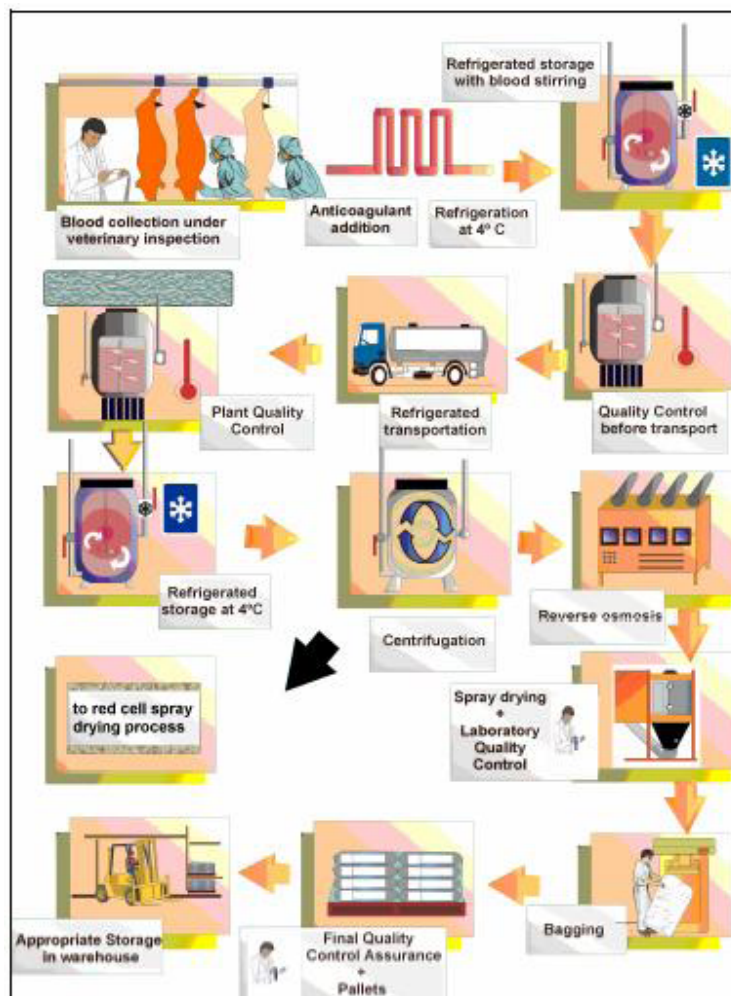 Blood collection under
veterinary inspection
Anticoagulant
addition
Refrigeration
at 4º C
Refrigerated storage
with blood stirring
Quality Control
before transport
Refrigerated
transportation
Plant Quality
Control
Refrigerated
storage at 4ºC
Centrifugation
Reverse osmosis
to red cell spray
drying process
Spray drying
+
Laboratory
Quality
Control
Bagging
Final Quality
Control Assurance
+
Pallets
Appropriate Storage
in warehouse